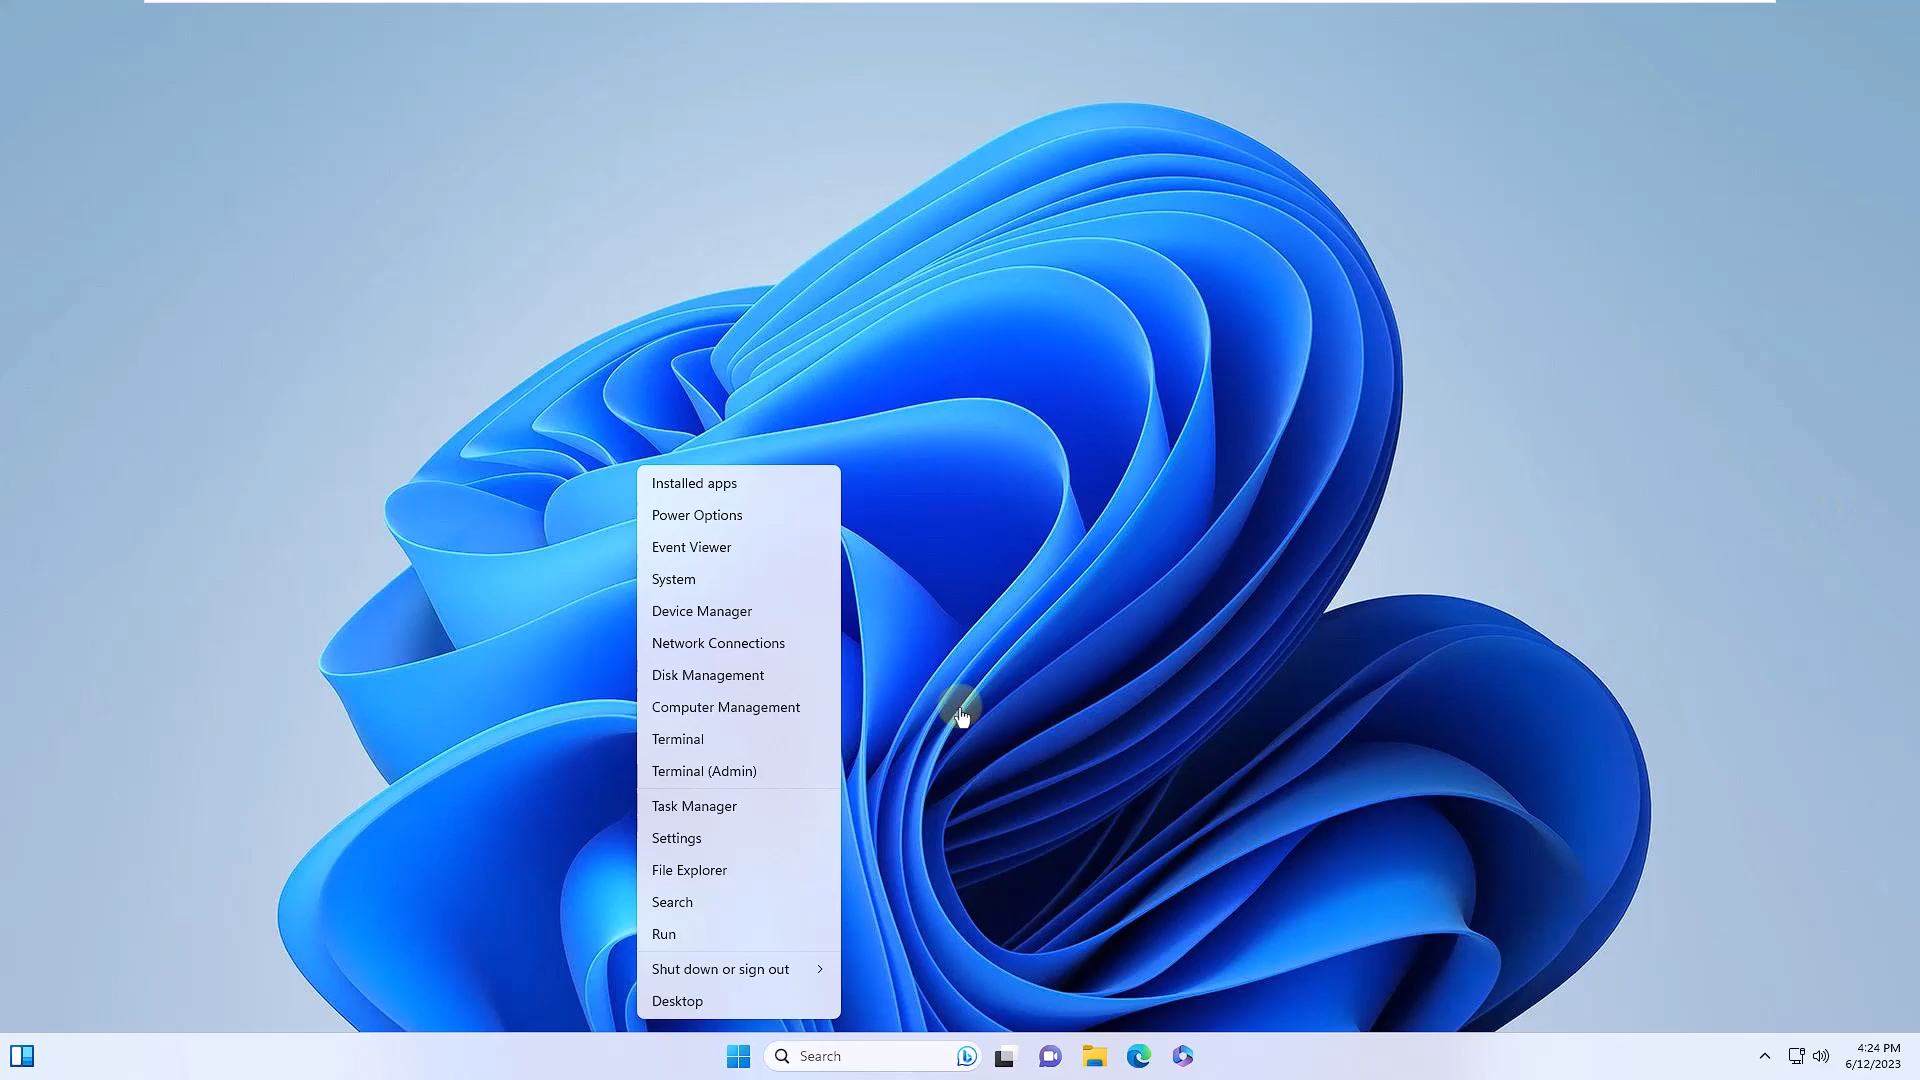 Installed apps
Power Options
Event Viewer
System
Device Manager
Network Connections
Disk Management
Computer Management
Terminal
Terminal (Admin)
Task Manager
Settings
File Explorer
Search
Run
Shut down or sign out
Desktop
Search
4:24 PM
6/12/2023